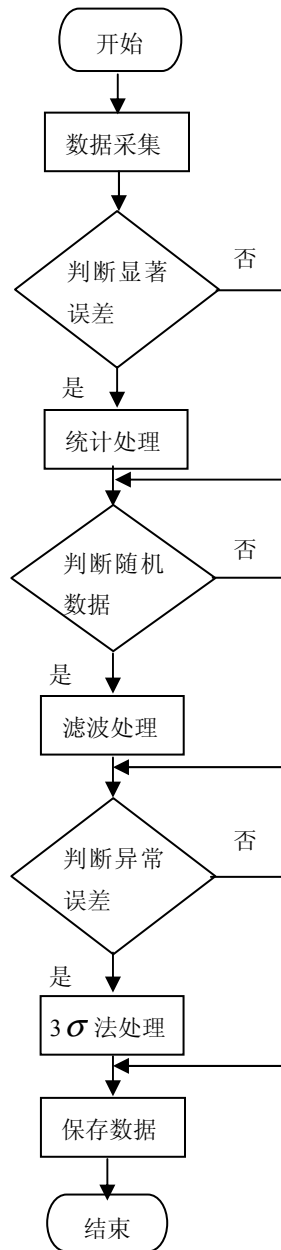 开始
数据采集
判断显著
误差
否
是
统计处理
判断随机
数据
否
是
滤波处理
判断异常
误差
否
是
3σ法处理
保存数据
结束